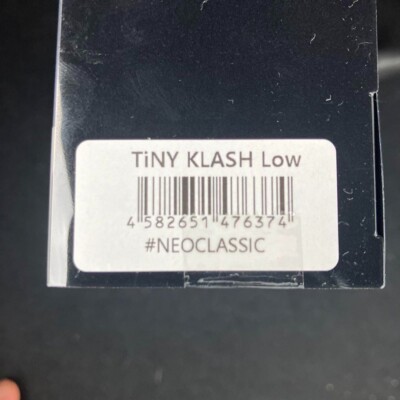 TiNY KLASH Low
4 582651 476374
#NEOCLASSIC